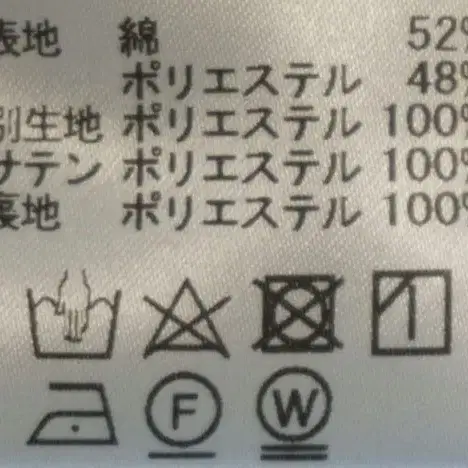 表地 綿 52%
ポリエステル 48%
別生地 ポリエステル 100%
サテン ポリエステル 100%
裏地 ポリエステル 100%
F W